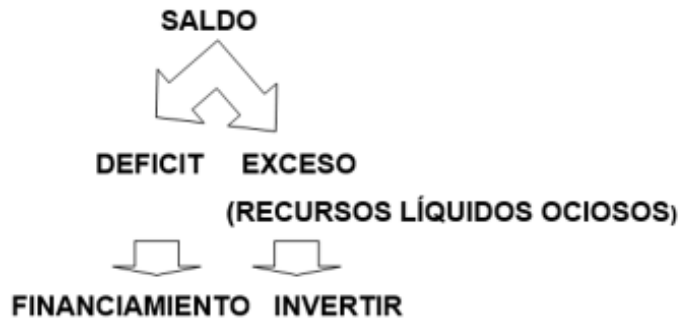 SALDO
DEFICIT EXCESO
(RECURSOS LÍQUIDOS OCIOSOS)
FINANCIAMIENTO INVERTIR